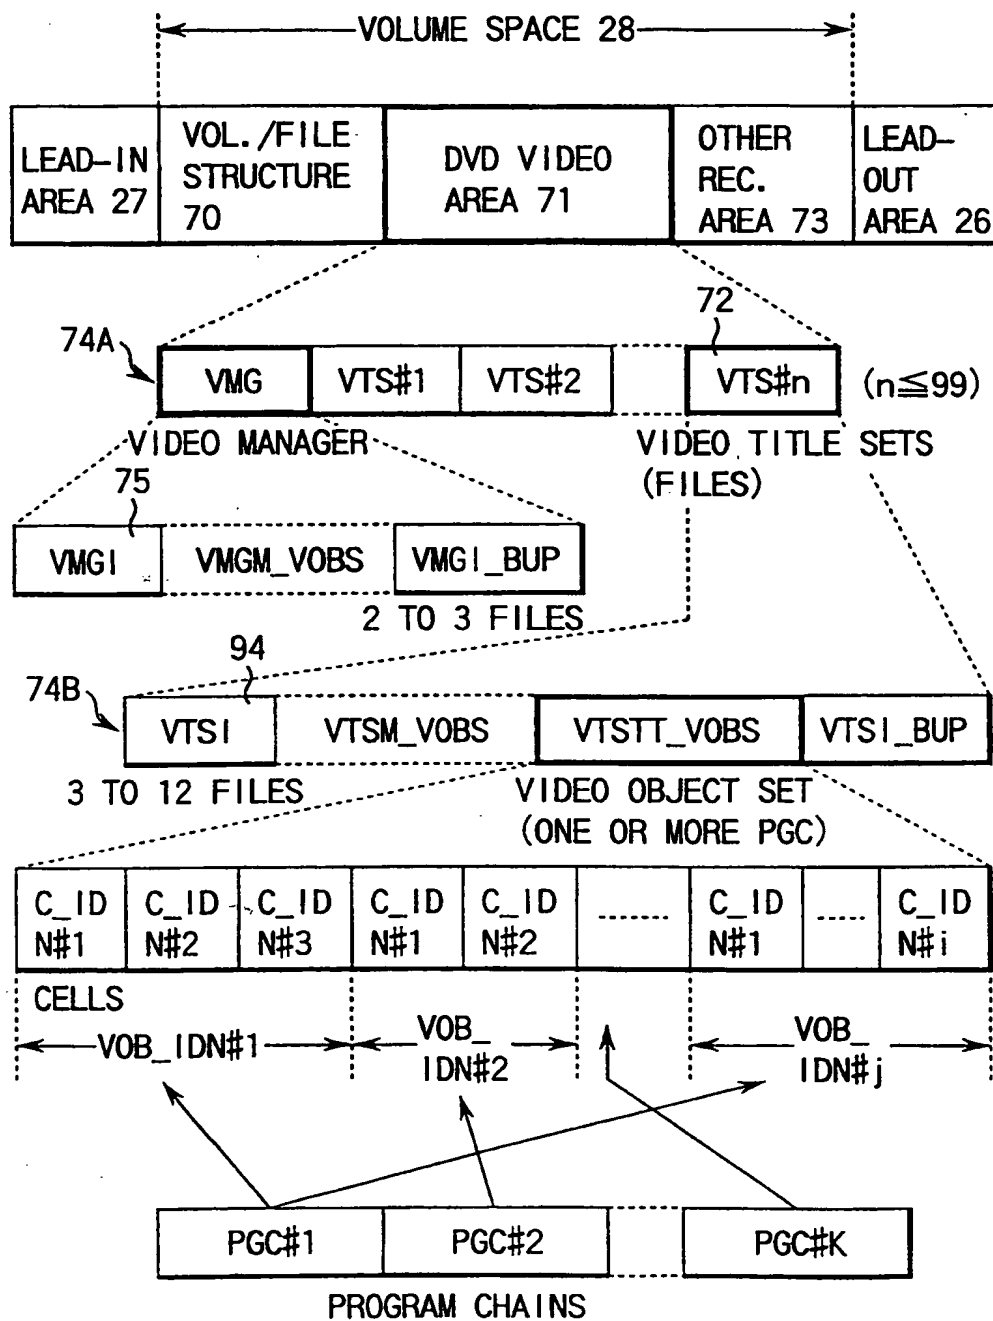 VOLUME SPACE 28
LEAD-IN
AREA 27
VOL./FILE
STRUCTURE
70
DVD VIDEO
AREA 71
OTHER
REC.
AREA 73
LEAD-
OUT
AREA 26
74A
72
VMG
VTS#1
VTS#2
VTS#n
(n≦99)
VIDEO MANAGER
VIDEO TITLE SETS
(FILES)
75
VMGI
VMGM_VOBS
VMGI_BUP
2 TO 3 FILES
74B
94
VTSI
VTSM_VOBS
VTSTT_VOBS
VTSI_BUP
3 TO 12 FILES
VIDEO OBJECT SET
(ONE OR MORE PGC)
C_ID
N#1
C_ID
N#2
C_ID
N#3
C_ID
N#1
C_ID
N#2
C_ID
N#1
C_ID
N#i
CELLS
VOB_IDN#1
VOB_
IDN#2
VOB_
IDN#j
PGC#1
PGC#2
PGC#K
PROGRAM CHAINS